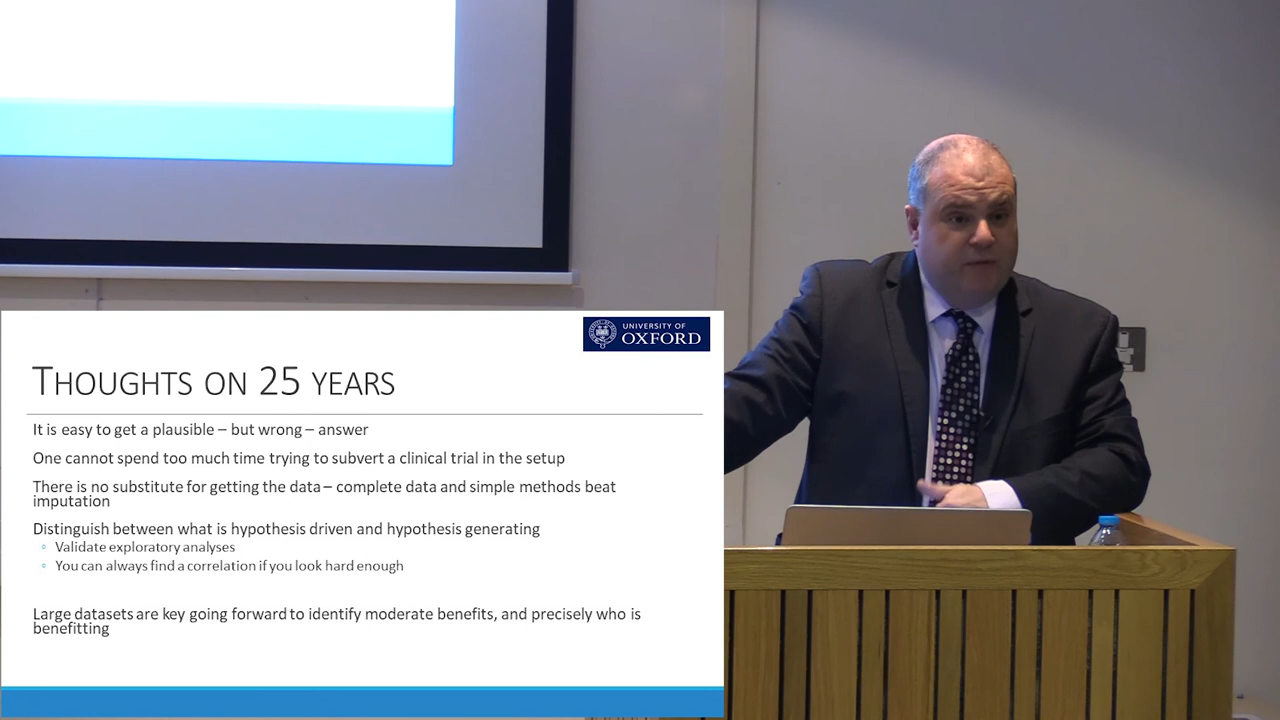 UNIVERSITY OF
OXFORD
THOUGHTS ON 25 YEARS
It is easy to get a plausible – but wrong – answer
One cannot spend too much time trying to subvert a clinical trial in the setup
There is no substitute for getting the data – complete data and simple methods beat
imputation
Distinguish between what is hypothesis driven and hypothesis generating
◦ Validate exploratory analyses
◦ You can always find a correlation if you look hard enough
Large datasets are key going forward to identify moderate benefits, and precisely who is
benefitting